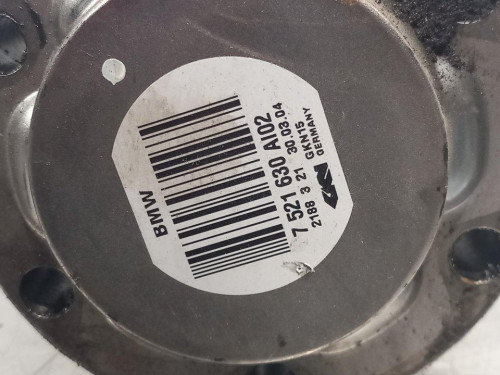 BMW
7 521 630 AI02
2188 3 21 30.03.04
GKN15
GERMANY